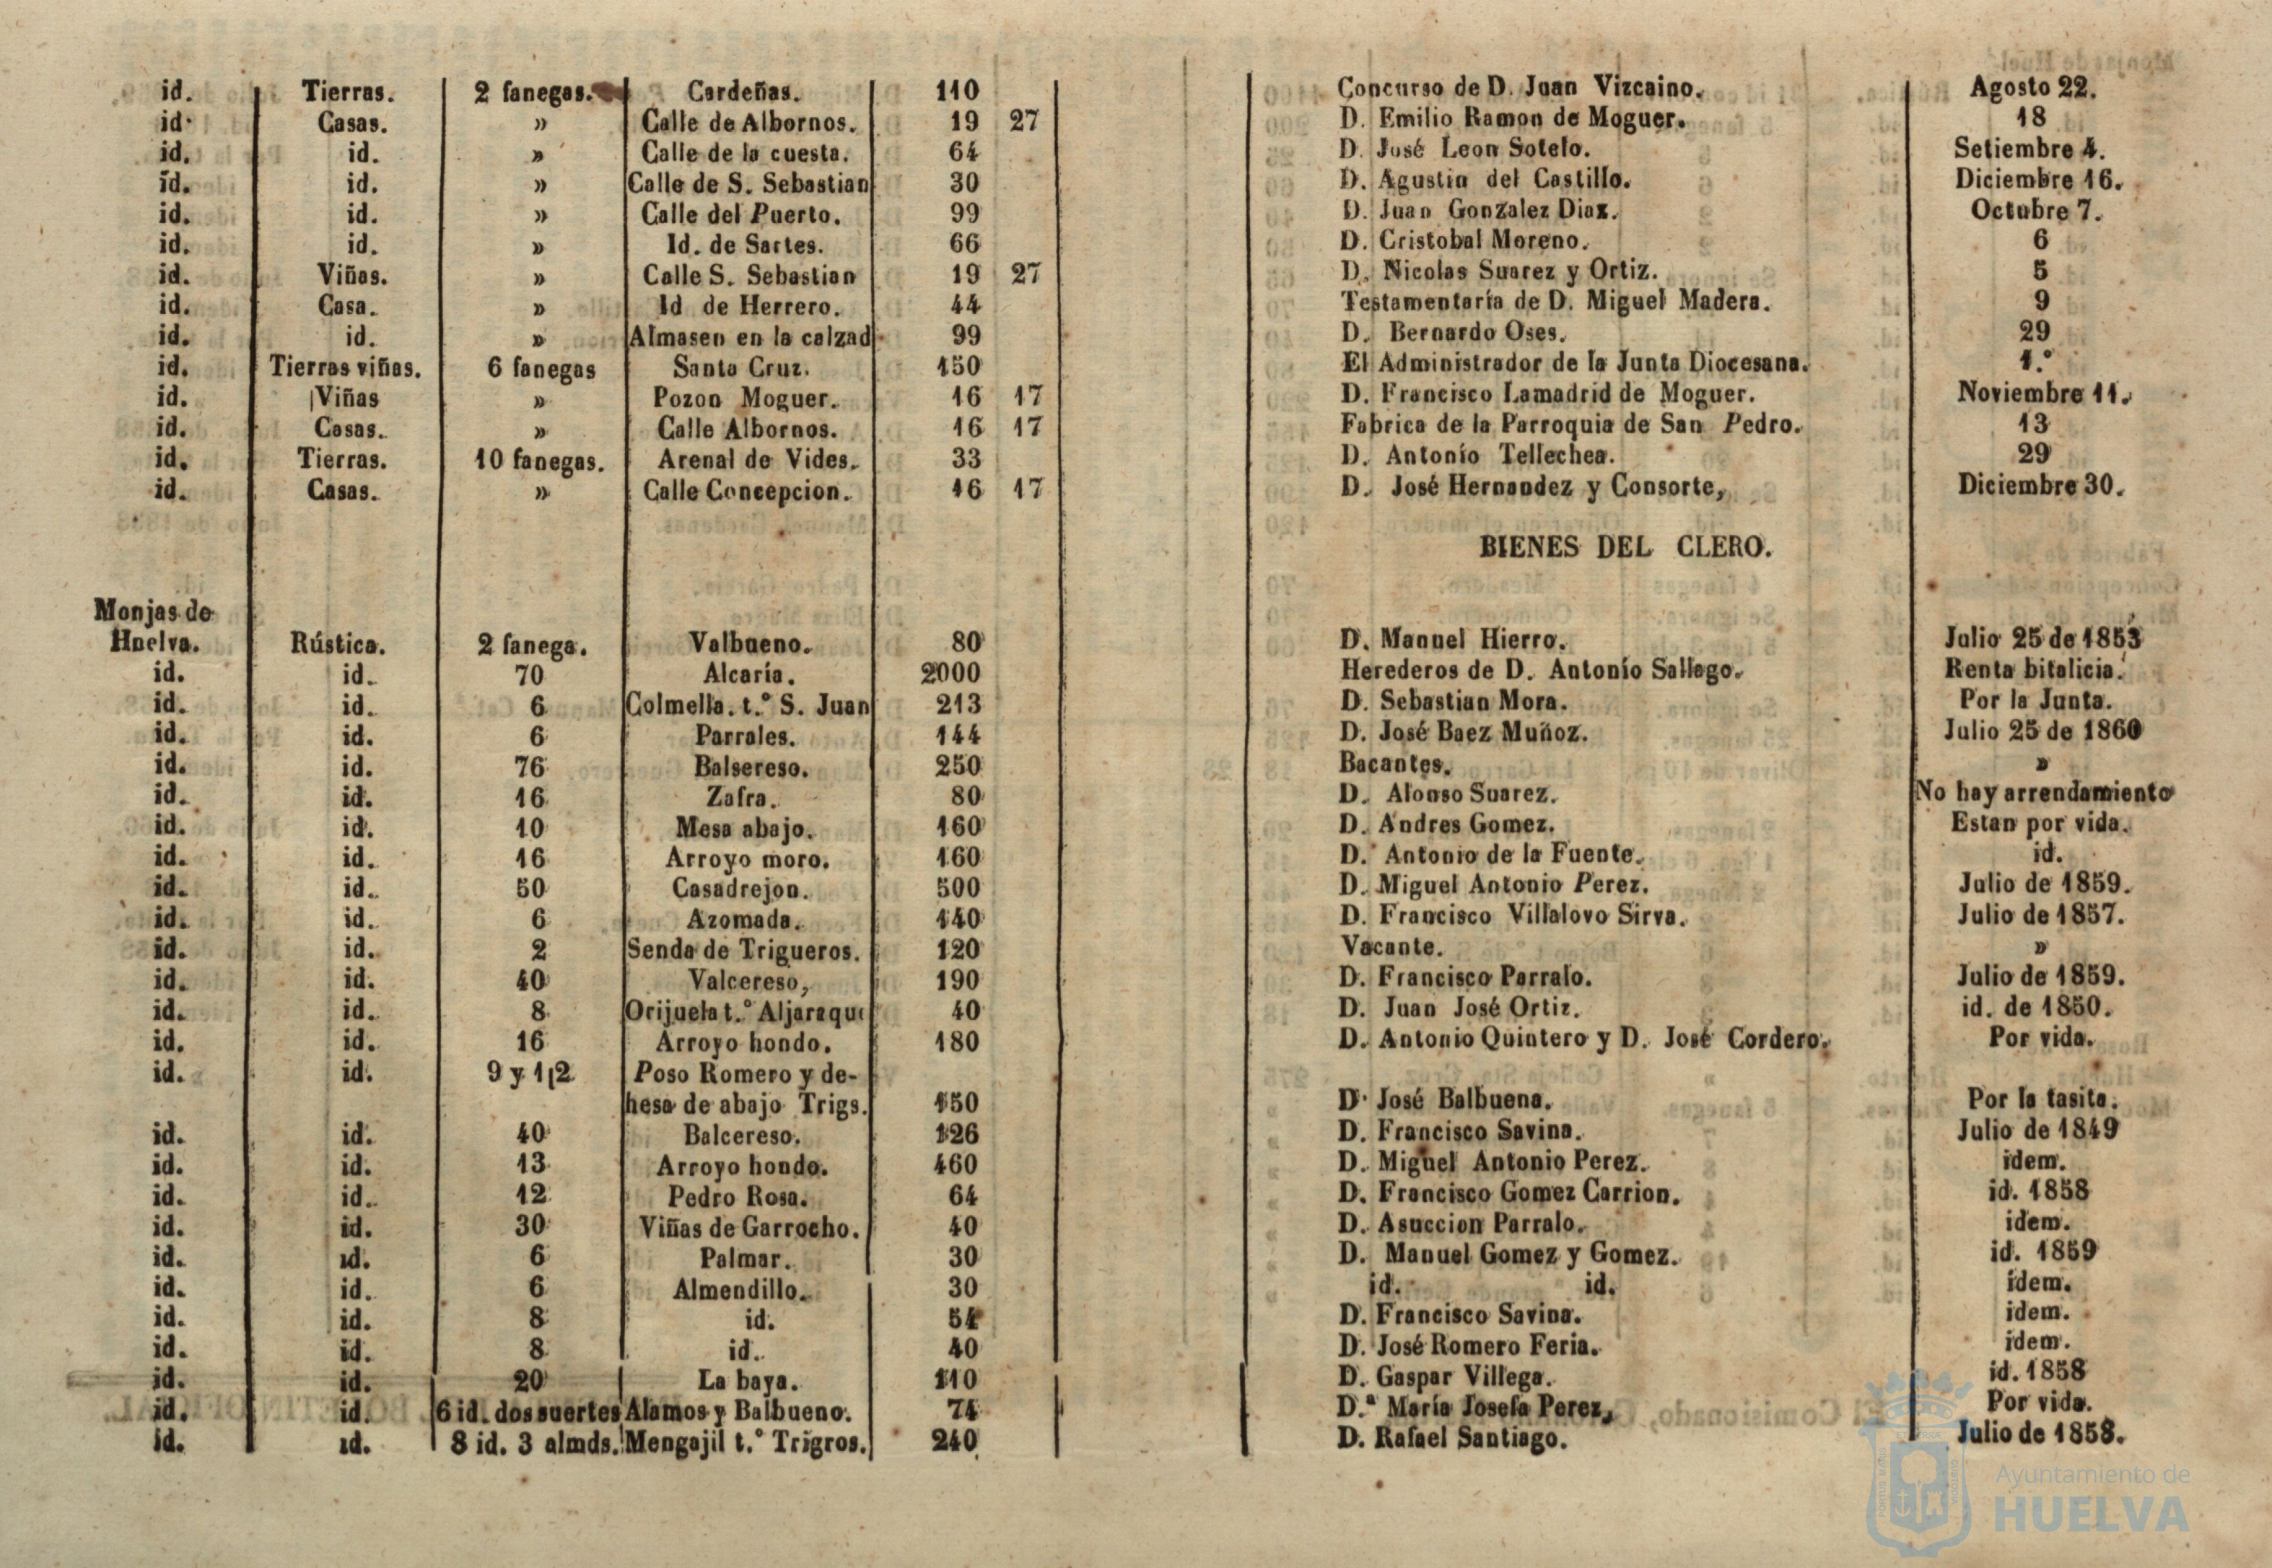 id. Tierras. 2 fanegas. Cardeñas. 110 Concurso de D. Juan Vizcaino. Agosto 22.
id. Casas. » Calle de Albornos. 19 27 D. Emilio Ramon de Moguer. 18
id. id. » Calle de la cuesta. 64 D. José Leon Sotelo. Setiembre 4.
id. id. » Calle de S. Sebastian 30 D. Agustin del Castillo. Diciembre 16.
id. id. » Calle del Puerto. 99 D. Juan Gonzalez Diaz. Octubre 7.
id. id. » Id. de Sartes. 66 D. Cristobal Moreno. 6
id. Viñas. » Calle S. Sebastian 19 27 D. Nicolas Suarez y Ortiz. 5
id. Casa. » Id de Herrero. 44 Testamentaría de D. Miguel Madera. 9
id. id. » Almasen en la calzad 99 D. Bernardo Oses. 29
id. Tierras viñas. 6 fanegas Santa Cruz. 150 El Administrador de la Junta Diocesana. 1.°
id. Viñas » Pozon Moguer. 16 17 D. Francisco Lamadrid de Moguer. Noviembre 11.
id. Casas. » Calle Albornos. 16 17 Fabrica de la Parroquia de San Pedro. 13
id. Tierras. 10 fanegas. Arenal de Vides. 33 D. Antonio Tellechea. 29
id. Casas. » Calle Concepcion. 16 17 D. José Hernandez y Consorte, Diciembre 30.
BIENES DEL CLERO.
Monjas de
Huelva. Rústica. 2 fanega. Valbueno. 80 D. Manuel Hierro. Julio 25 de 1853
id. id. 70 Alcaría. 2000 Herederos de D. Antonío Sallago. Renta bitalicia.
id. id. 6 Colmella. t.° S. Juan 213 D. Sebastian Mora. Por la Junta.
id. id. 6 Parrales. 144 D. José Baez Muñoz. Julio 25 de 1860
id. id. 76 Balsereso. 250 Bacantes. »
id. id. 16 Zafra. 80 D. Alonso Suarez. No hay arrendamiento
id. id. 10 Mesa abajo. 160 D. Andres Gomez. Estan por vida.
id. id. 16 Arroyo moro. 160 D. Antonio de la Fuente. id.
id. id. 50 Casadrejon. 500 D. Miguel Antonio Perez. Julio de 1859.
id. id. 6 Azomada. 140 D. Francisco Villalovo Sirva. Julio de 1857.
id. id. 2 Senda de Trigueros. 120 Vacante. »
id. id. 40 Valcereso, 190 D. Francisco Parralo. Julio de 1859.
id. id. 8 Orijuela t.° Aljaraque 40 D. Juan José Ortiz. id. de 1850.
id. id. 16 Arroyo hondo. 180 D. Antonio Quintero y D. José Cordero. Por vida.
id. id. 9 y 1|2 Poso Romero y de-
hesa de abajo Trigs. 150 D. José Balbuena. Por la tasita.
id. id. 40 Balcereso. 126 D. Francisco Savina. Julio de 1849
id. id. 13 Arroyo hondo. 460 D. Miguel Antonio Perez. idem.
id. id. 12 Pedro Rosa. 64 D. Francisco Gomez Carrion. id. 1858
id. id. 30 Viñas de Garrocho. 40 D. Asuccion Parralo. idem.
id. id. 6 Palmar. 30 D. Manuel Gomez y Gomez. id. 1859
id. id. 6 Almendillo. 30 id. id. idem.
id. id. 8 id. 54 D. Francisco Savina. idem.
id. id. 8 id. 40 D. José Romero Feria. idem.
id. id. 20 La baya. 110 D. Gaspar Villega. id. 1858
id. id. 6 id. dos suertes Alamos y Balbueno. 74 D.ª María Josefa Perez, Por vida.
id. id. 8 id. 3 almds. Mengajil t.° Trigros. 240 D. Rafael Santiago. Julio de 1858.
Ayuntamiento de
HUELVA